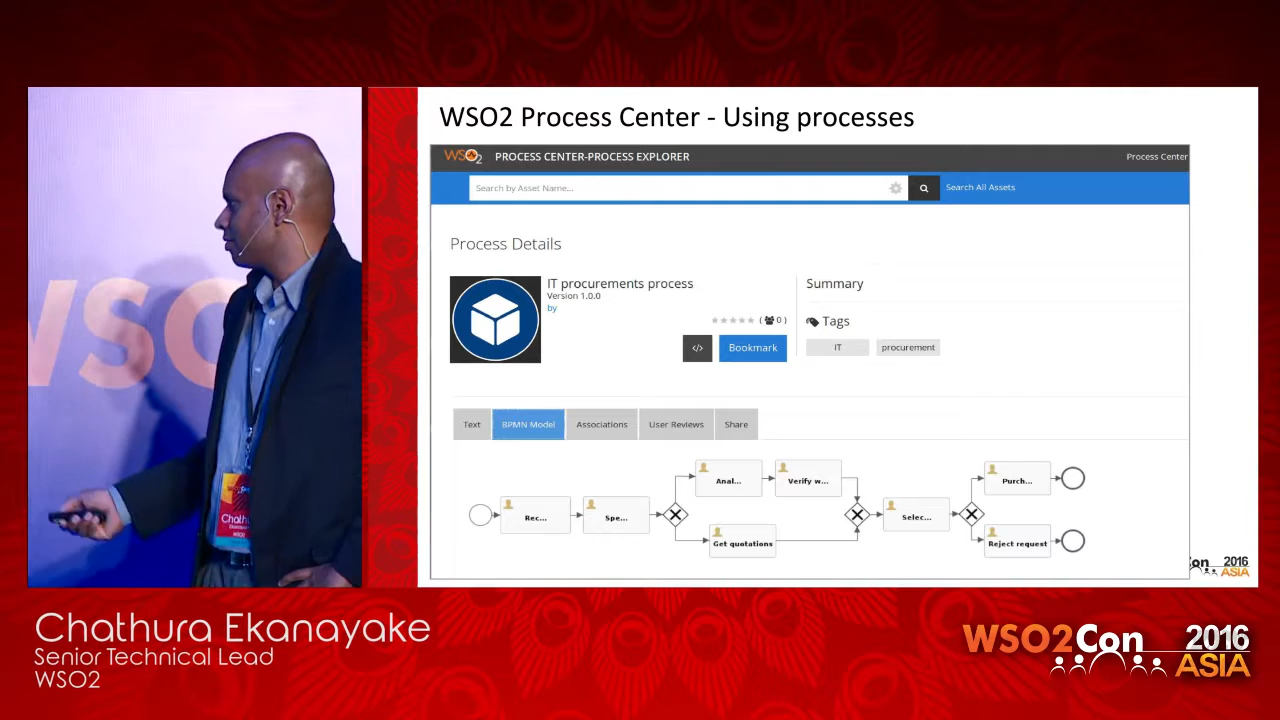 WSO2 Process Center - Using processes
WSO2 PROCESS CENTER-PROCESS EXPLORER
Process Center
Search by Asset Name...
Search All Assets
Process Details
IT procurements process
Version 1.0.0
by
( 0 )
</>
Bookmark
Summary
Tags
IT
procurement
Text
BPMN Model
Associations
User Reviews
Share
Rec...
Spe...
Anal...
Verify w...
Get quotations
Selec...
Purch...
Reject request
on 2016
ASIA
WSO
Chathura Ekanayake
Senior Technical Lead
WSO2
WSO2Con 2016
ASIA